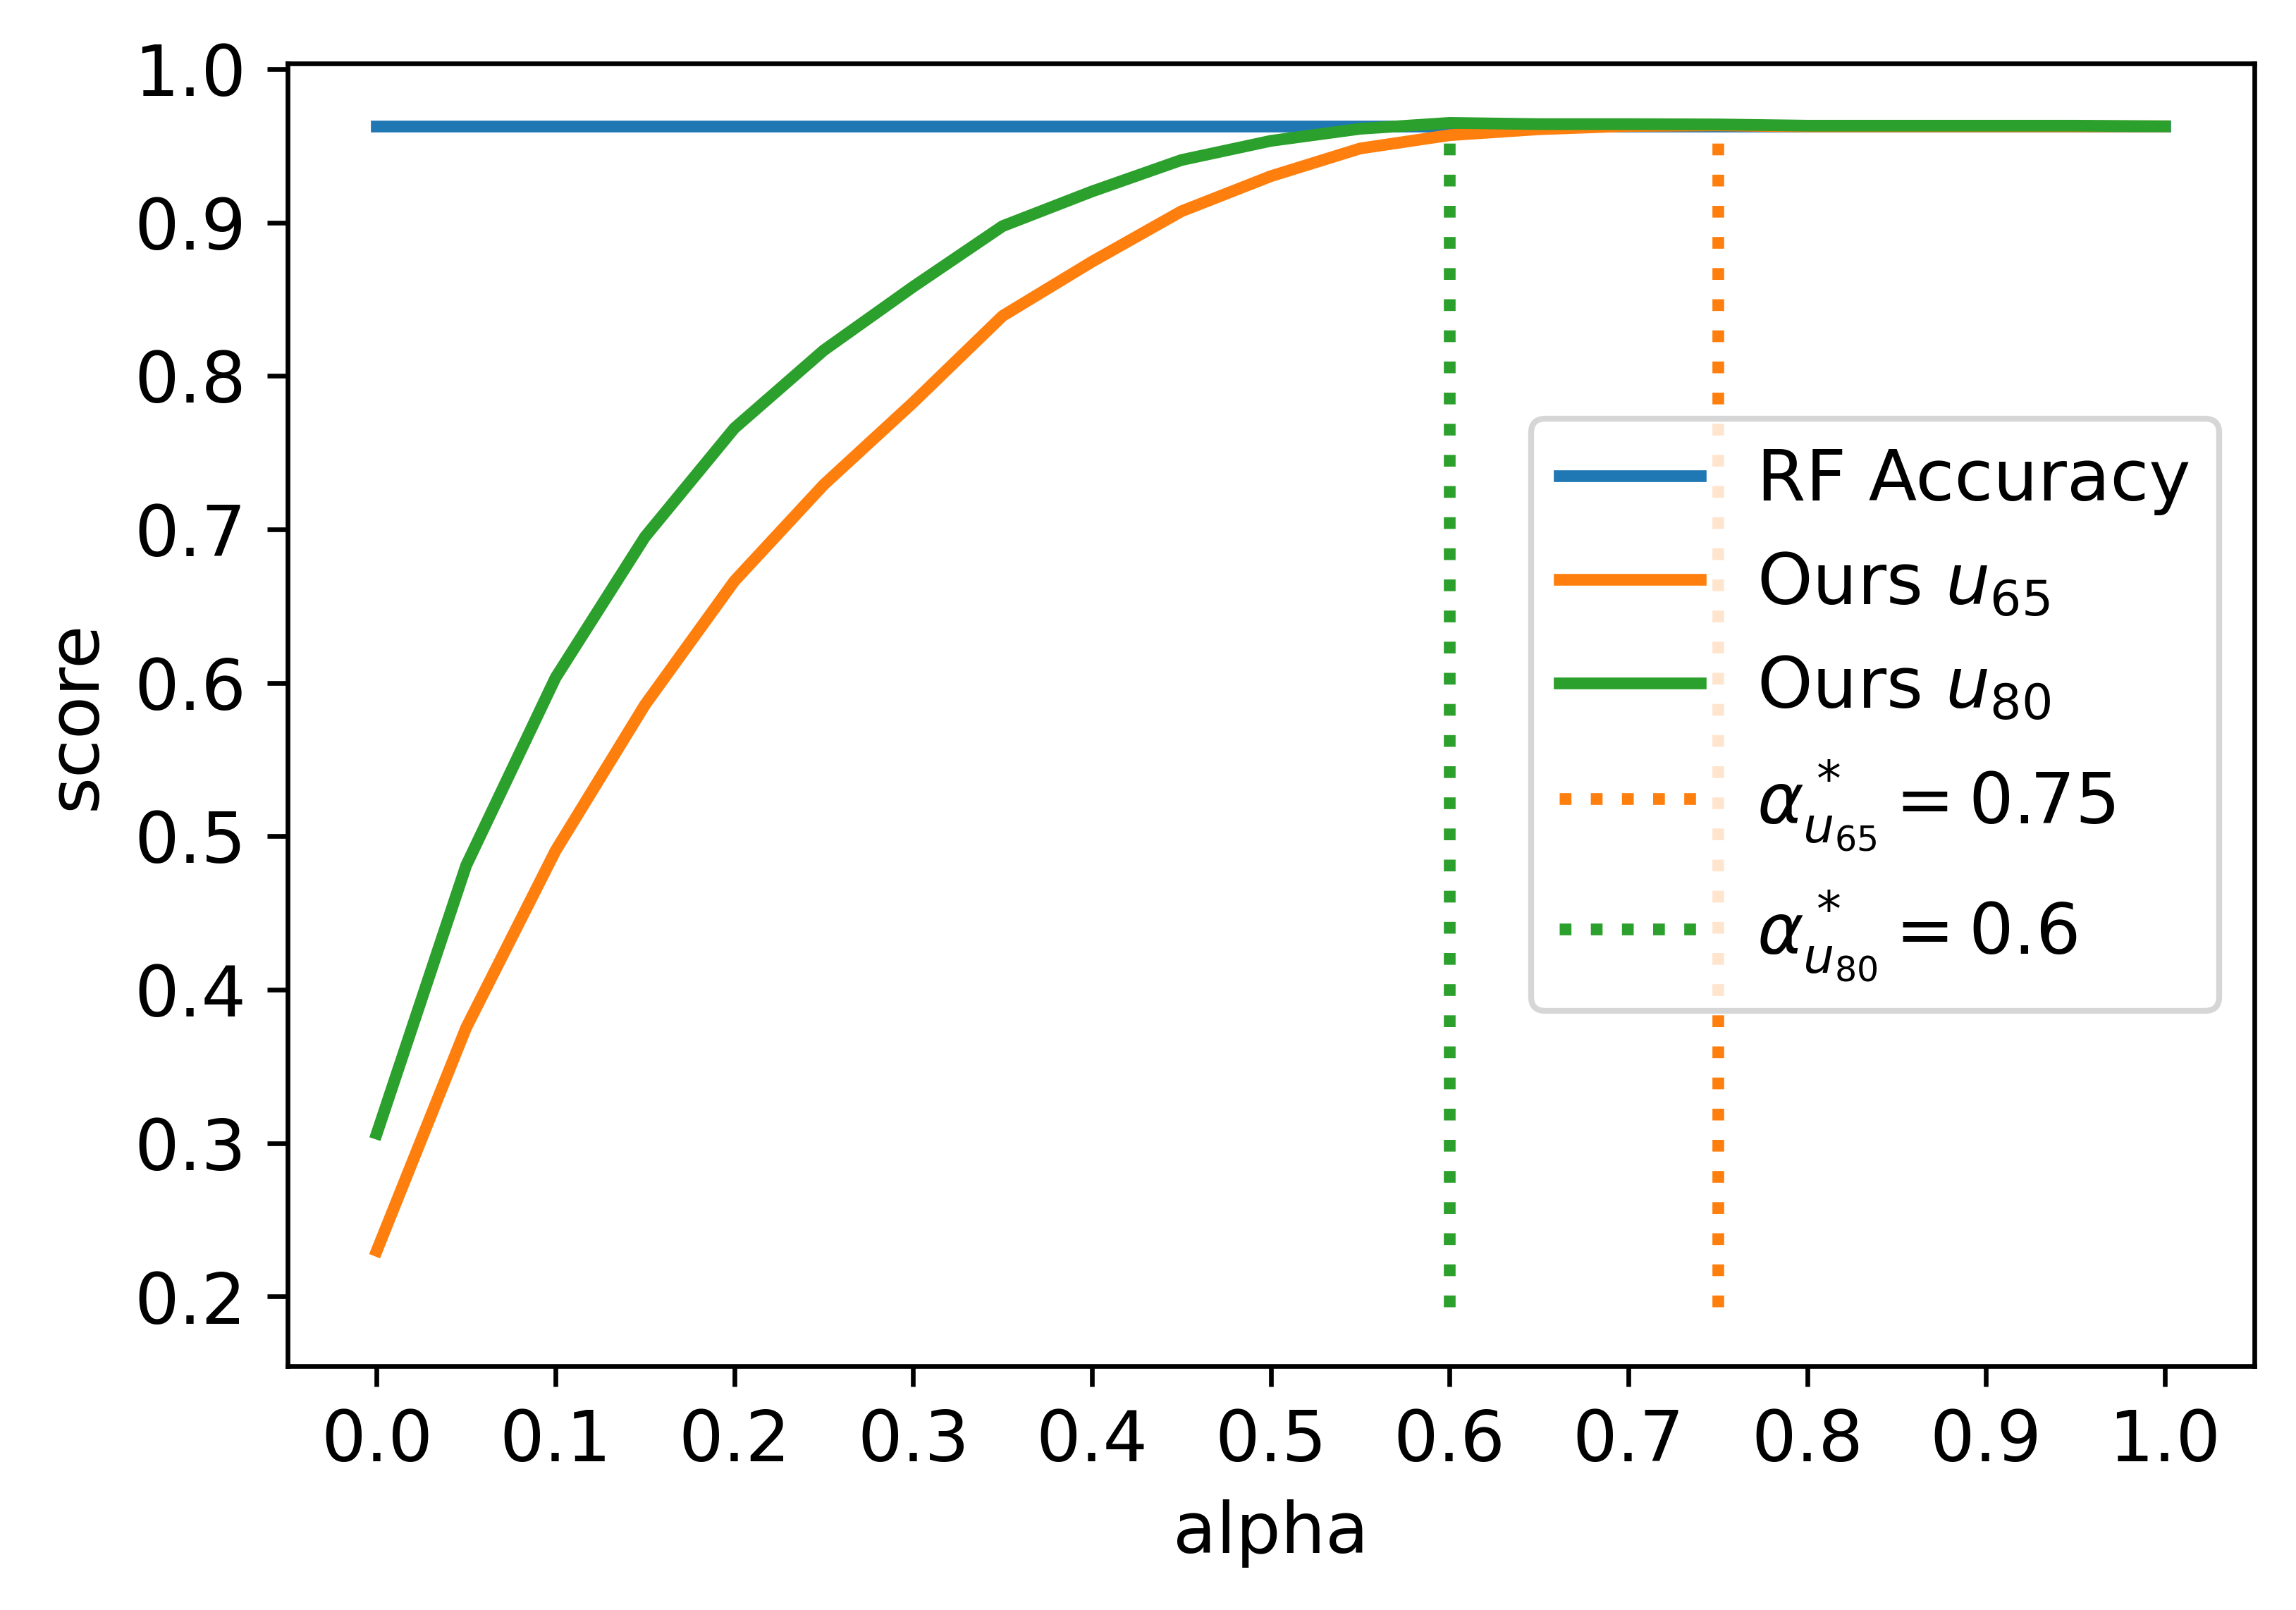 1.0
0.9
0.8
0.7
0.6
0.5
0.4
0.3
0.2
score
RF Accuracy
Ours u₆₅
Ours u₈₀
α*_{u₆₅} = 0.75
α*_{u₈₀} = 0.6
0.0 0.1 0.2 0.3 0.4 0.5 0.6 0.7 0.8 0.9 1.0
alpha